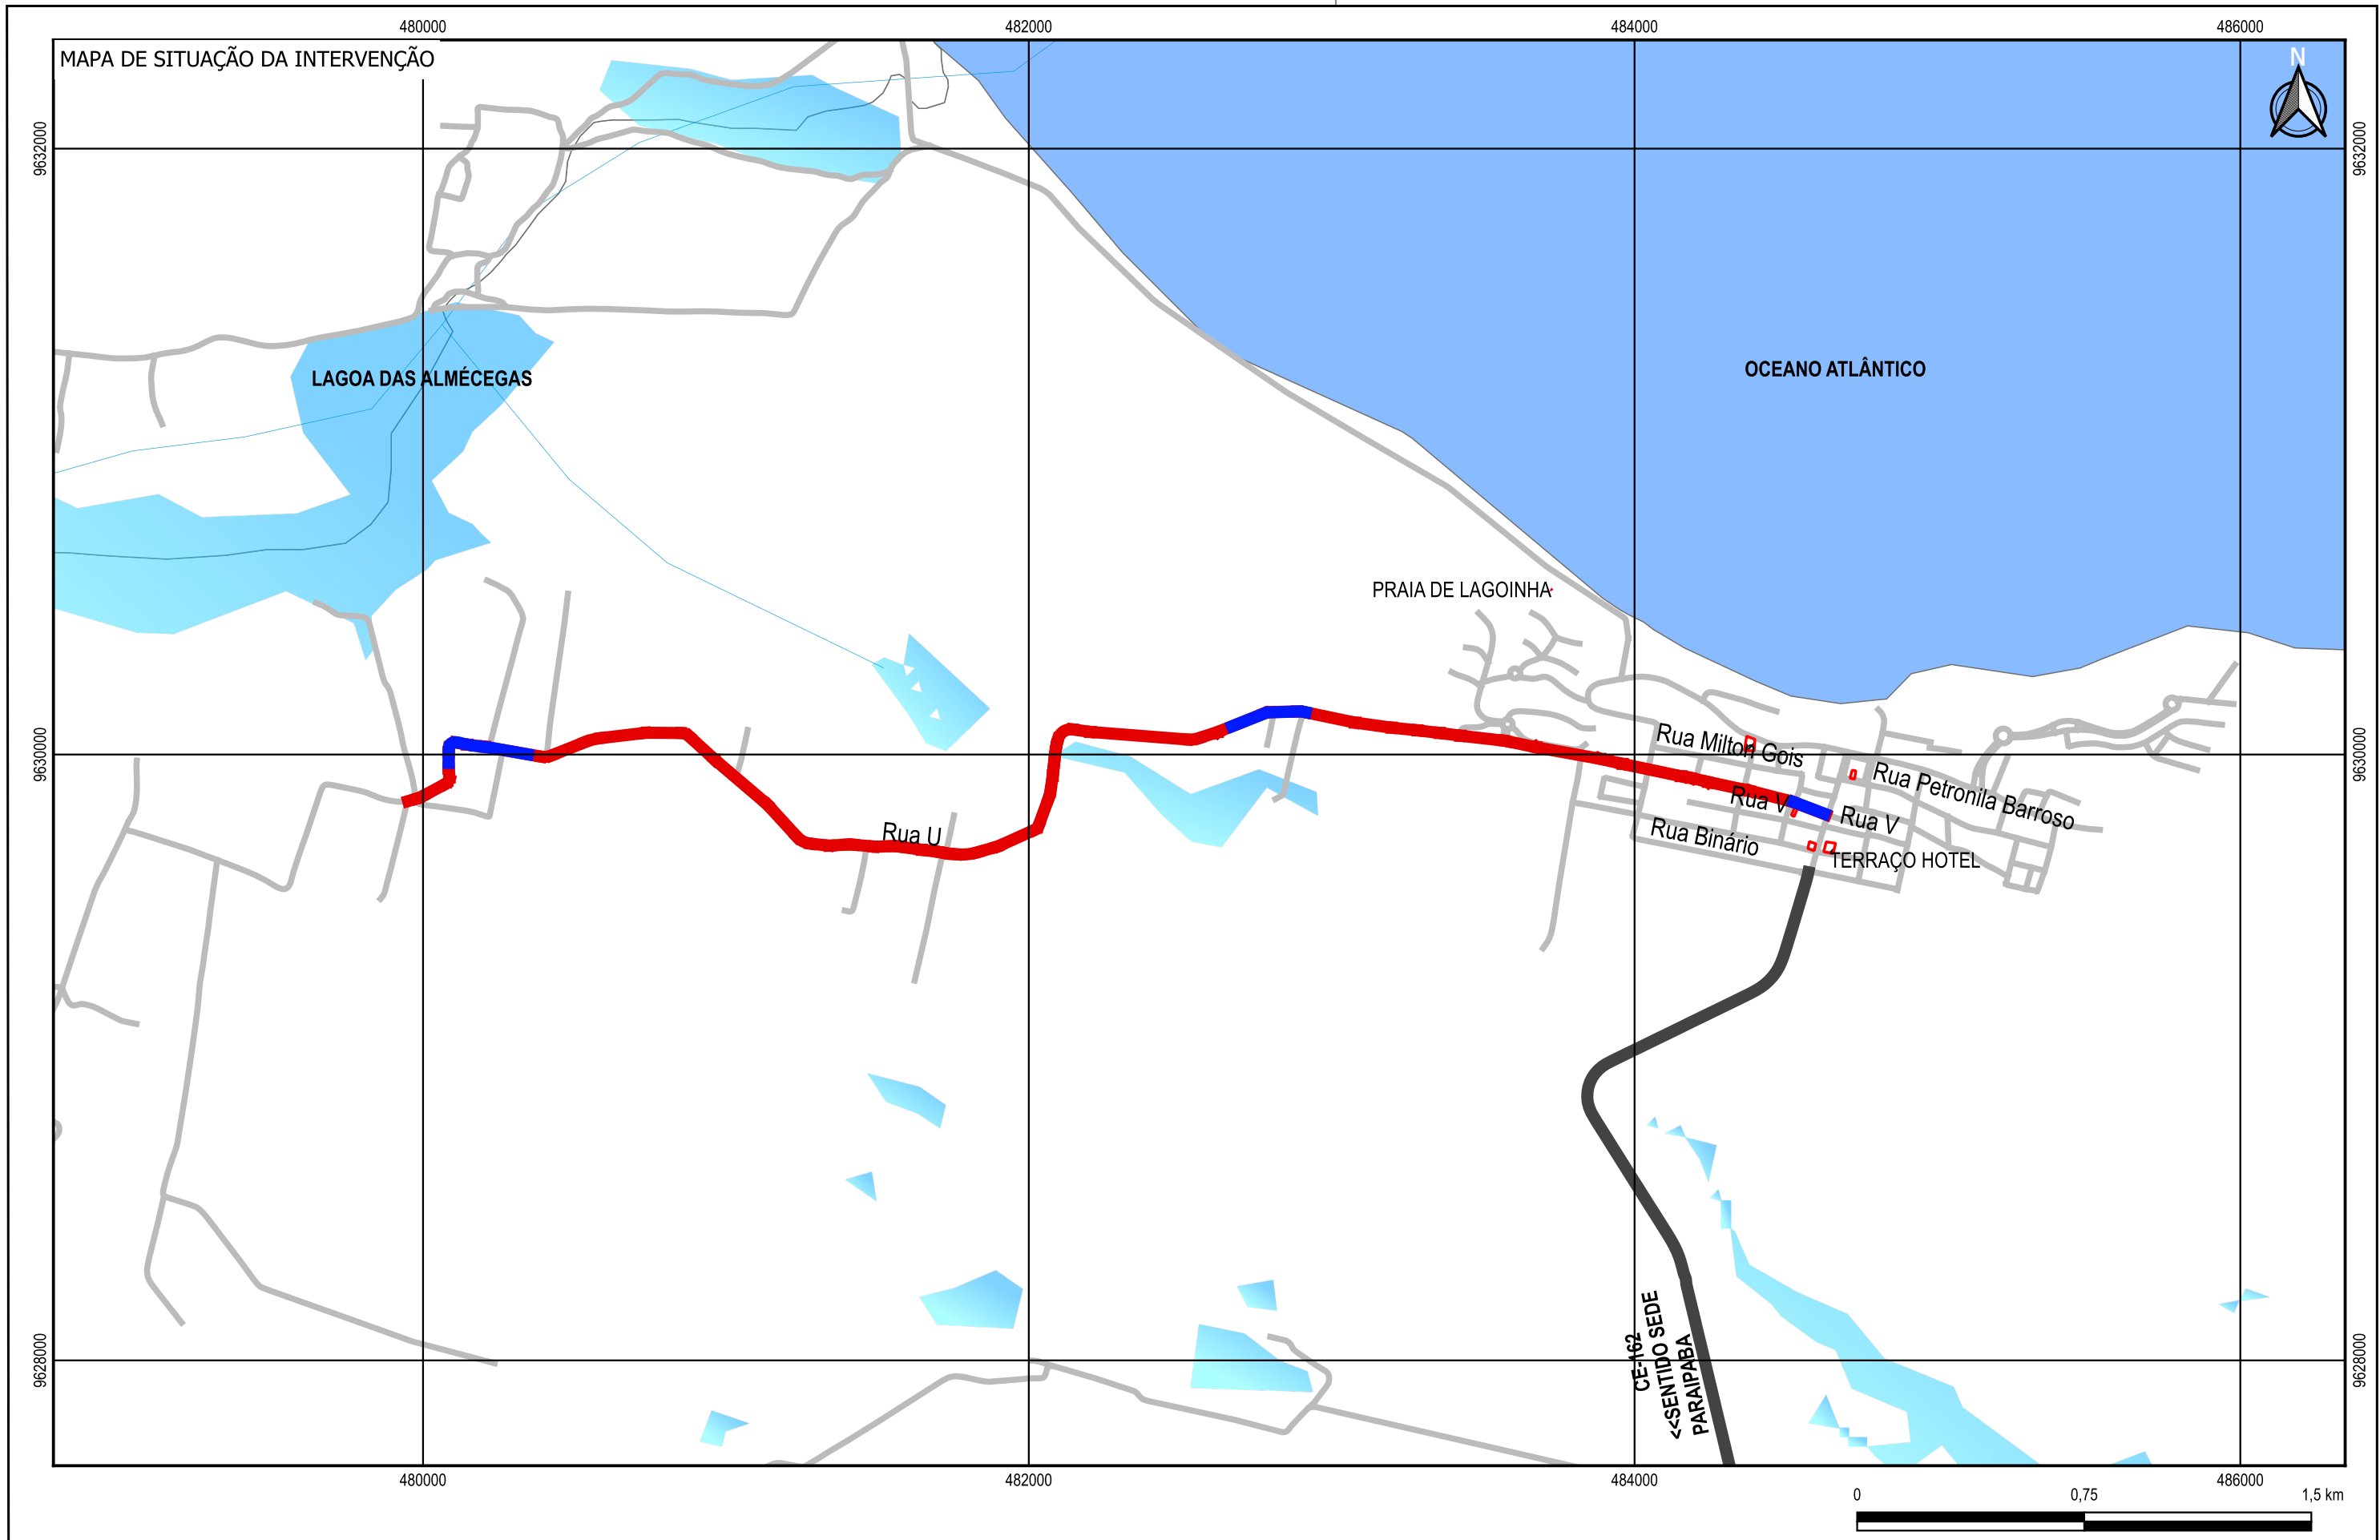 480000
482000
484000
486000
MAPA DE SITUAÇÃO DA INTERVENÇÃO
N
9632000
9632000
OCEANO ATLÂNTICO
LAGOA DAS ALMÉCEGAS
PRAIA DE LAGOINHA
9630000
9630000
Rua Milton Gois
Rua Petronila Barroso
Rua V
Rua V
Rua U
Rua Binário
TERRAÇO HOTEL
CE-162
<<SENTIDO SEDE
PARAIPABA
9628000
9628000
480000
482000
484000
486000
0
0,75
1,5 km